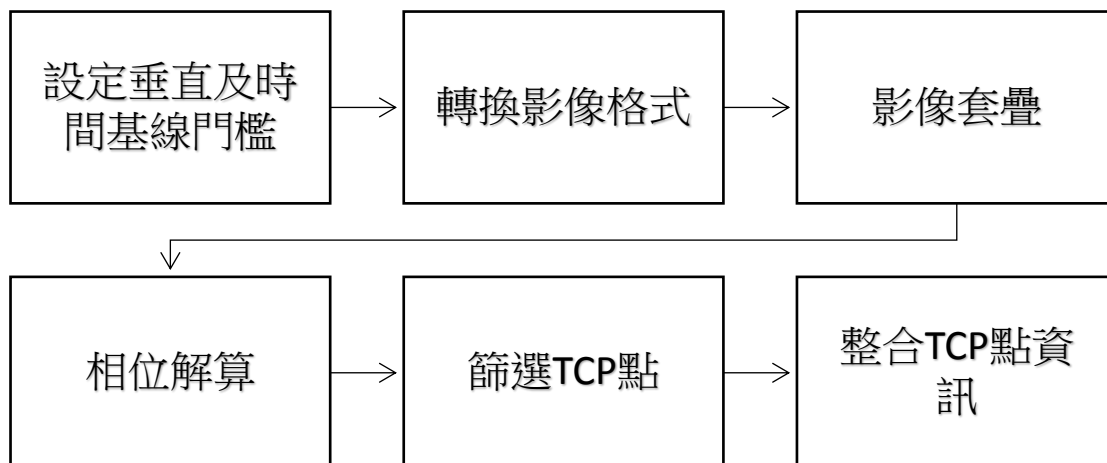 設定垂直及時
間基線門檻
轉換影像格式
影像套疊
相位解算
篩選TCP點
整合TCP點資
訊